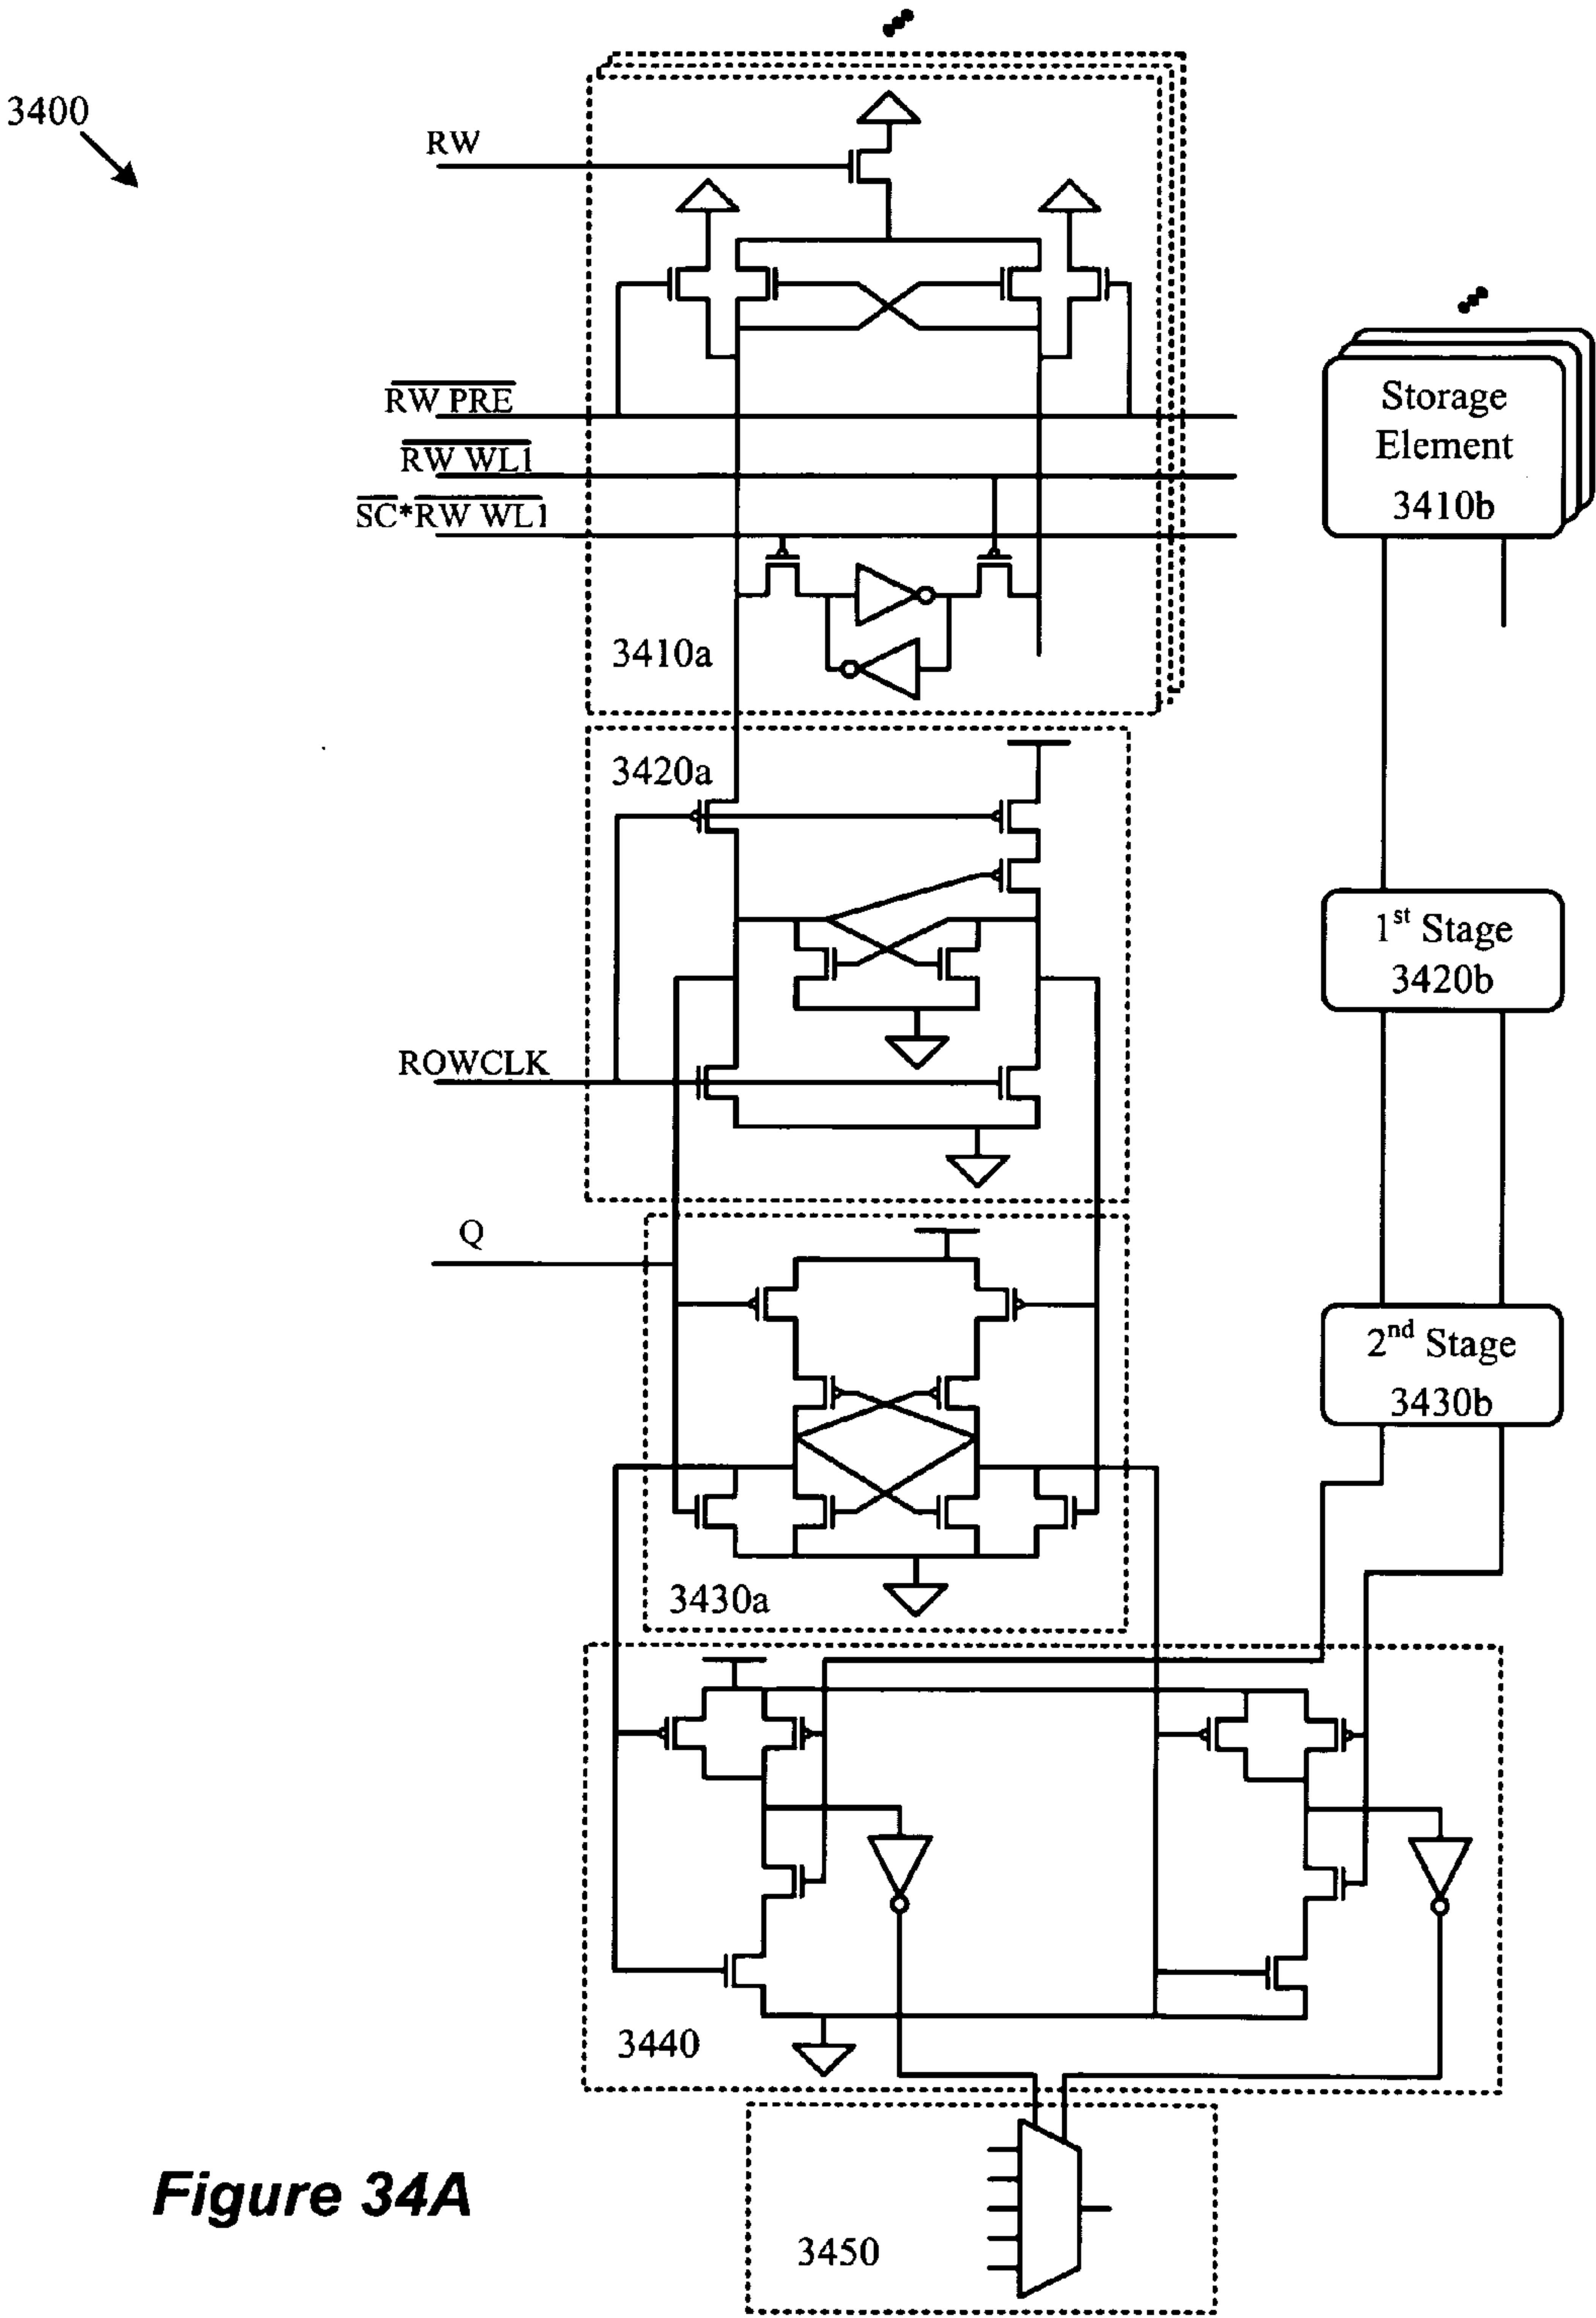 3400
RW
RW PRE
RW WL1
SC*RW WL1
3410a
Storage
Element
3410b
3420a
1st Stage
3420b
ROWCLK
Q
2nd Stage
3430b
3430a
3440
3450
Figure 34A